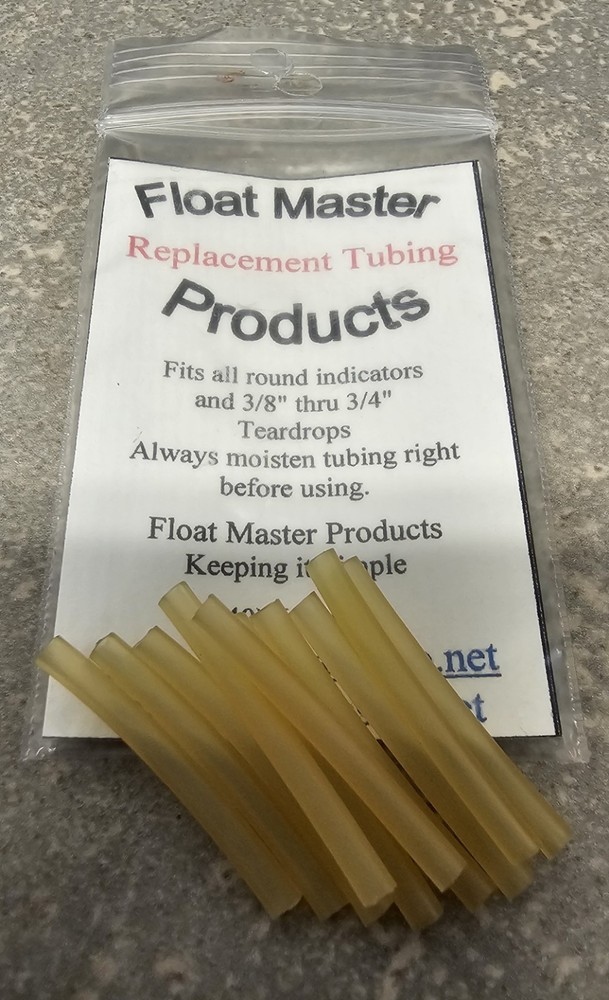 Float Master
Replacement Tubing
Products
Fits all round indicators
and 3/8" thru 3/4"
Teardrops
Always moisten tubing right
before using.
Float Master Products
Keeping
.net